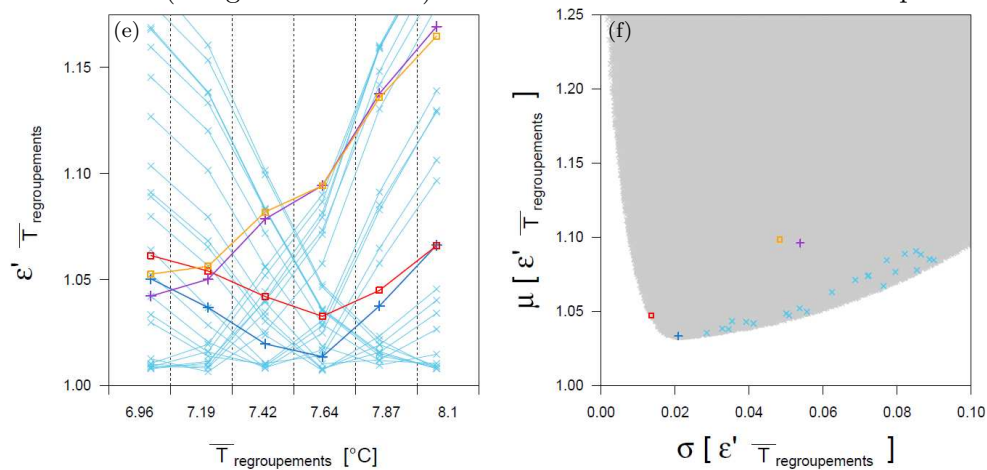 (e)
1.15
1.10
1.05
1.00
ε' T̅ regroupements
6.96 7.19 7.42 7.64 7.87 8.1
T̅ regroupements [°C]
(f)
1.25
1.20
1.15
1.10
1.05
1.00
μ [ ε' T̅ regroupements ]
0.00 0.02 0.04 0.06 0.08 0.10
σ [ ε' T̅ regroupements ]